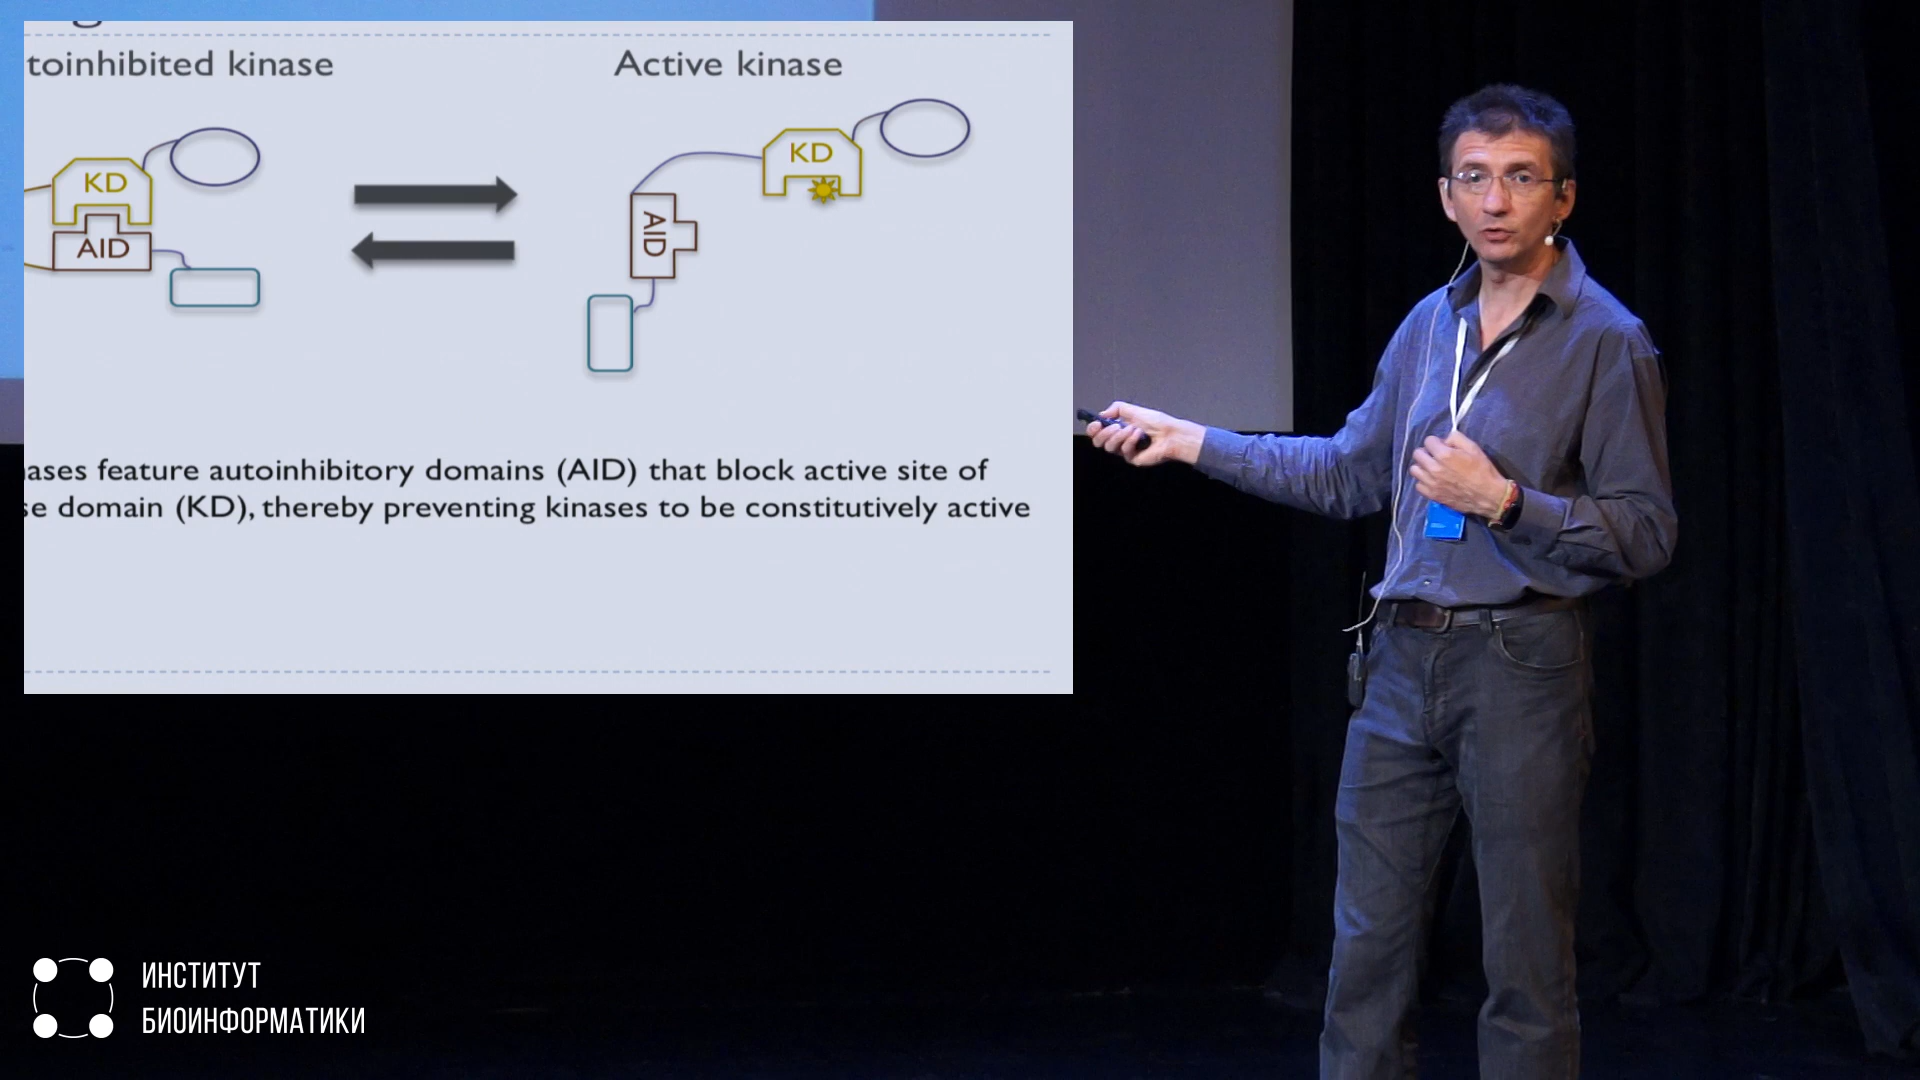 toinhibited kinase
Active kinase
KD
AID
AID
KD
ases feature autoinhibitory domains (AID) that block active site of
se domain (KD), thereby preventing kinases to be constitutively active
ИНСТИТУТ
БИОИНФОРМАТИКИ